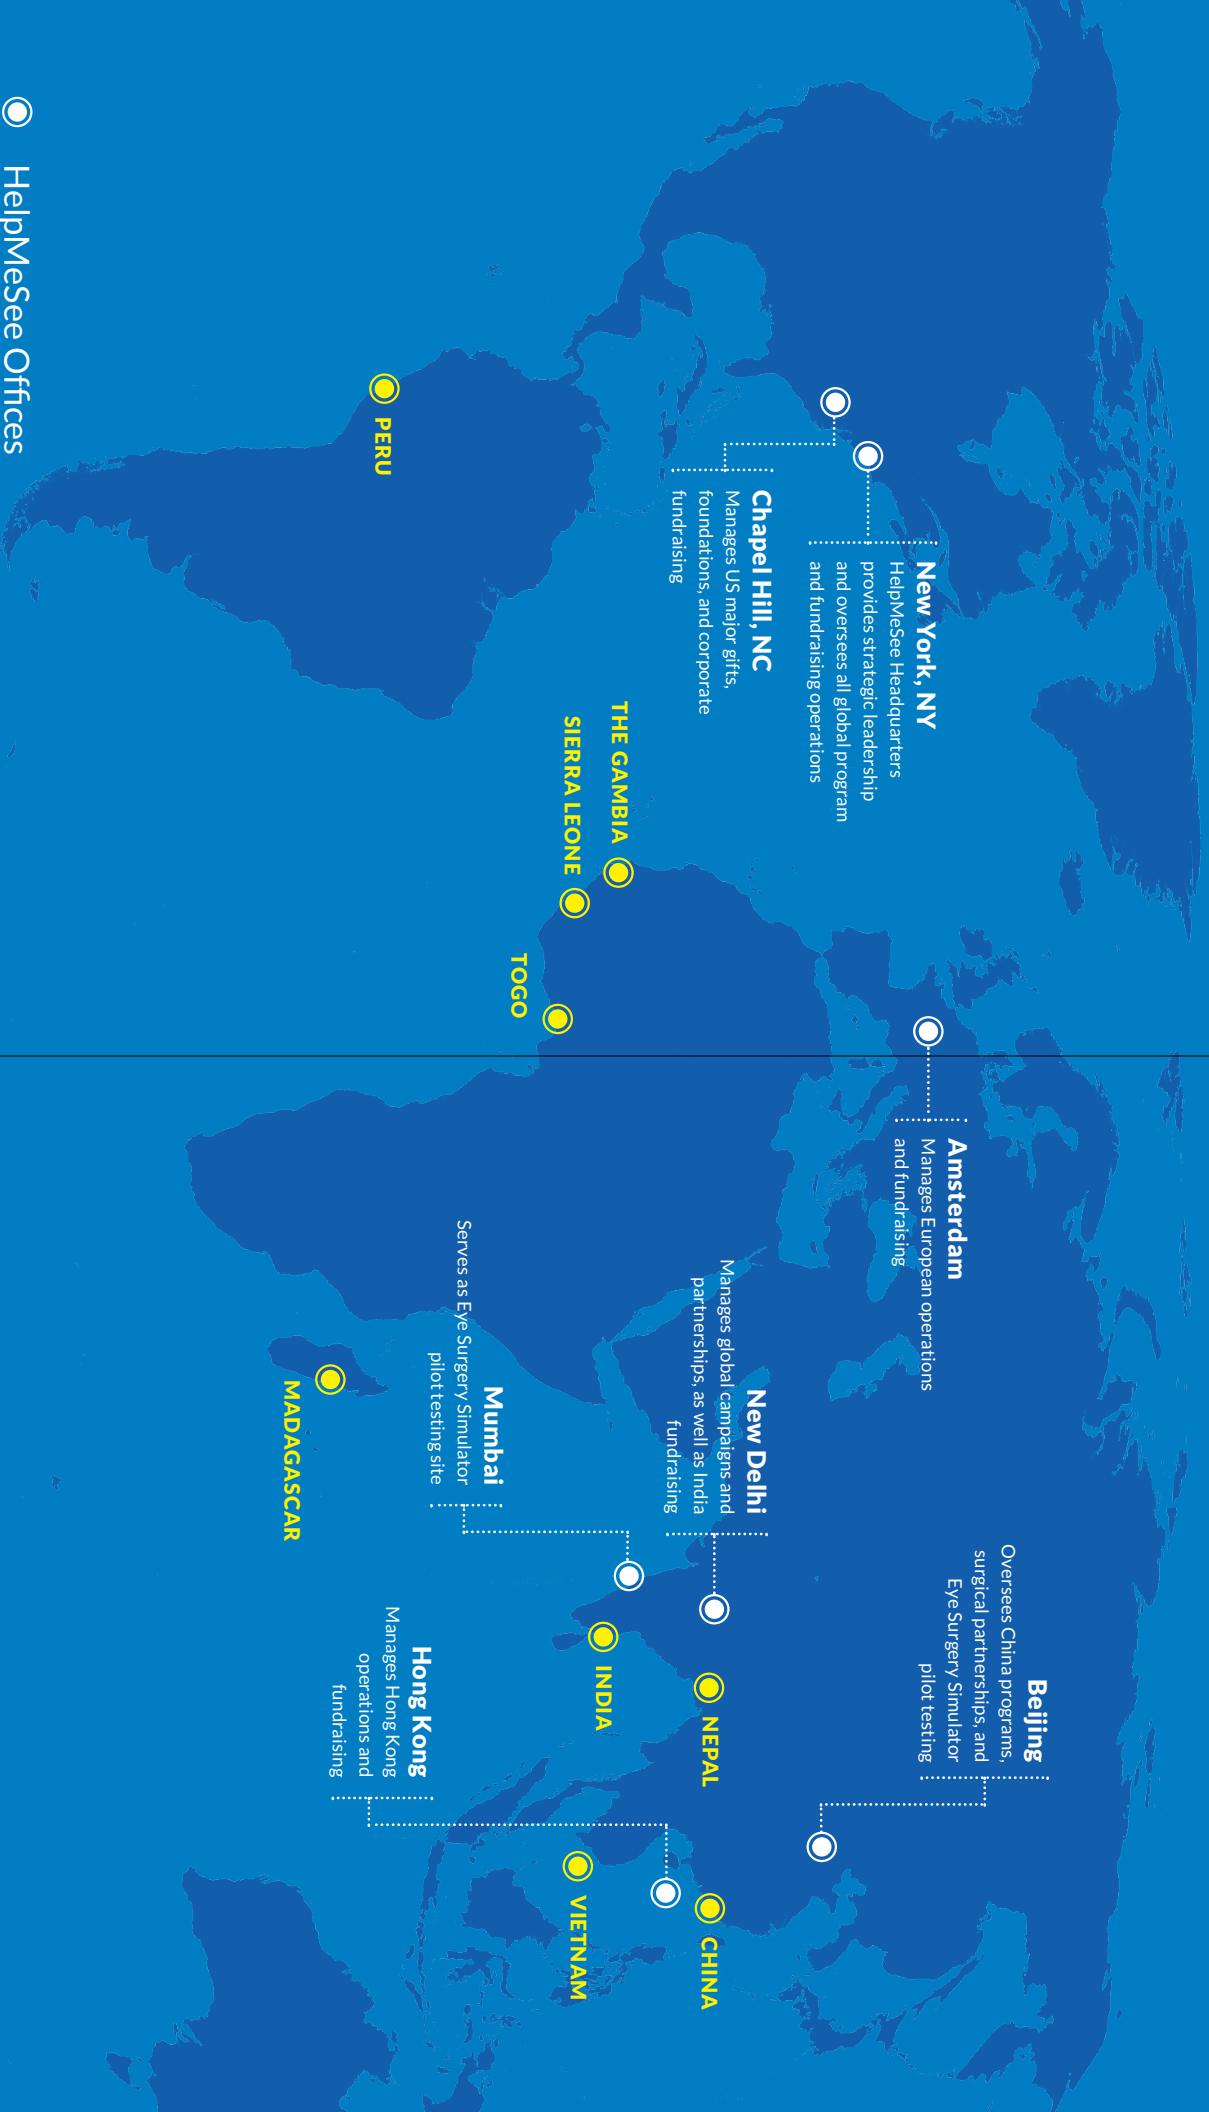 New York, NY
HelpMeSee Headquarters
provides strategic leadership
and oversees all global program
and fundraising operations
Chapel Hill, NC
Manages US major gifts,
foundations, and corporate
fundraising
Amsterdam
Manages European operations
and fundraising
Beijing
Oversees China programs,
surgical partnerships, and
Eye Surgery Simulator
pilot testing
New Delhi
Manages global campaigns and
partnerships, as well as India
fundraising
Mumbai
Serves as Eye Surgery Simulator
pilot testing site
Hong Kong
Manages Hong Kong
operations and
fundraising
THE GAMBIA
SIERRA LEONE
TOGO
PERU
MADAGASCAR
INDIA
NEPAL
CHINA
VIETNAM
HelpMeSee Offices